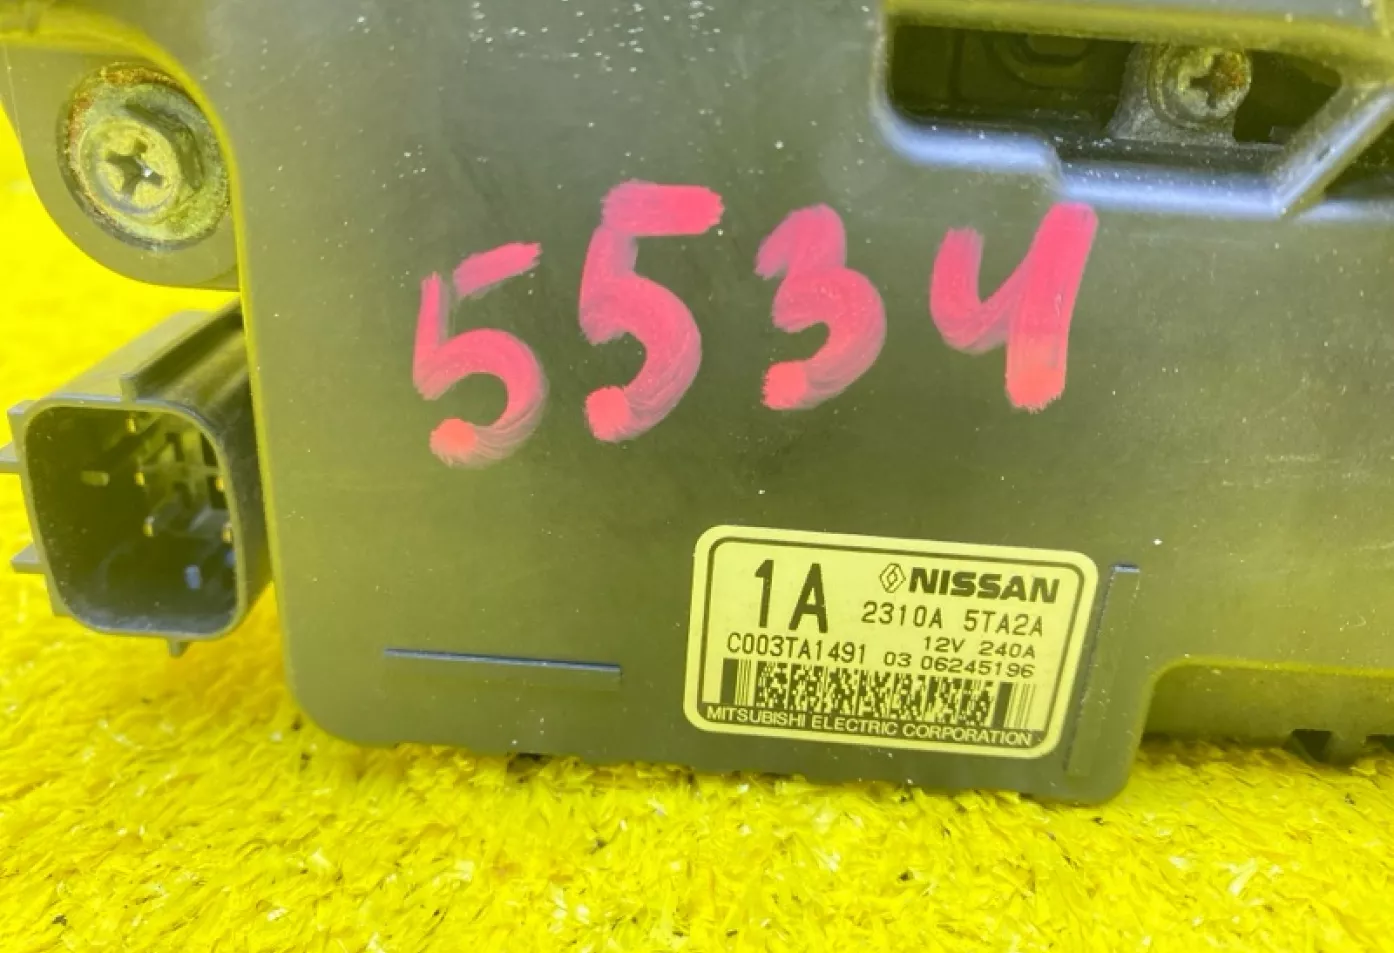 5534
1A NISSAN
2310A 5TA2A
12V 240A
C003TA1491 03 06245196
MITSUBISHI ELECTRIC CORPORATION